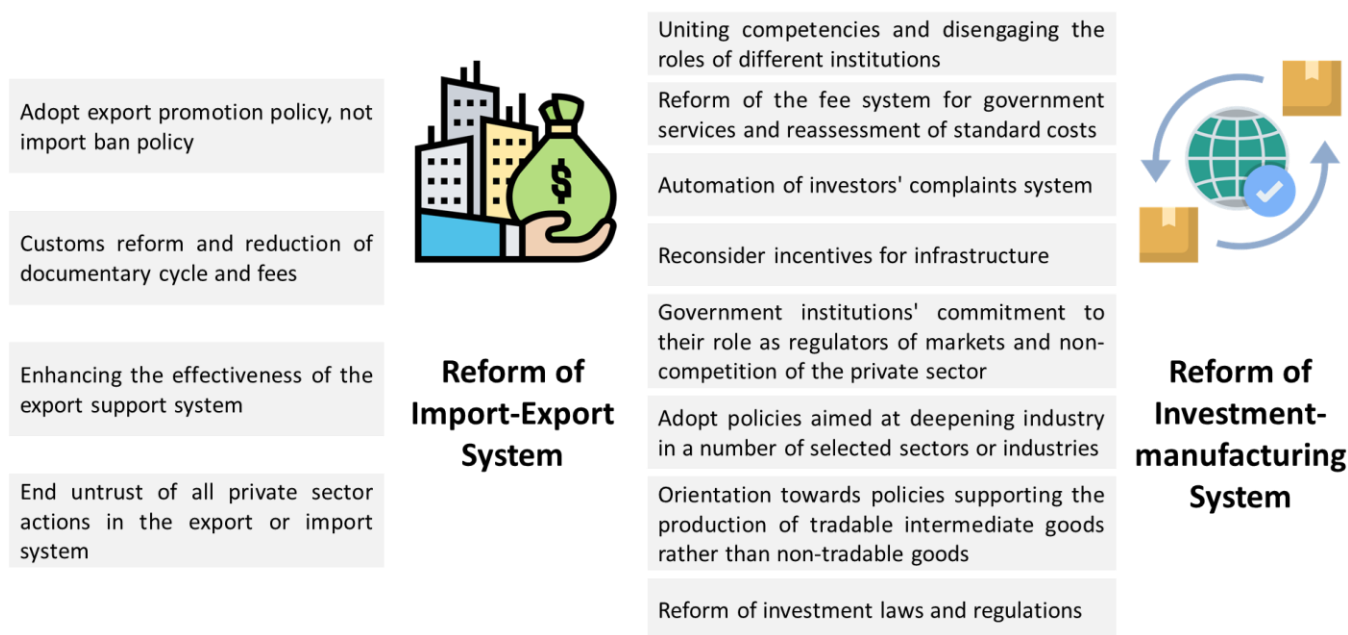 Adopt export promotion policy, not
import ban policy
Customs reform and reduction of
documentary cycle and fees
Enhancing the effectiveness of the
export support system
End untrust of all private sector
actions in the export or import
system
$
Reform of
Import-Export
System
Uniting competencies and disengaging the
roles of different institutions
Reform of the fee system for government
services and reassessment of standard costs
Automation of investors' complaints system
Reconsider incentives for infrastructure
Government institutions' commitment to
their role as regulators of markets and non-
competition of the private sector
Adopt policies aimed at deepening industry
in a number of selected sectors or industries
Orientation towards policies supporting the
production of tradable intermediate goods
rather than non-tradable goods
Reform of investment laws and regulations
Reform of
Investment-
manufacturing
System